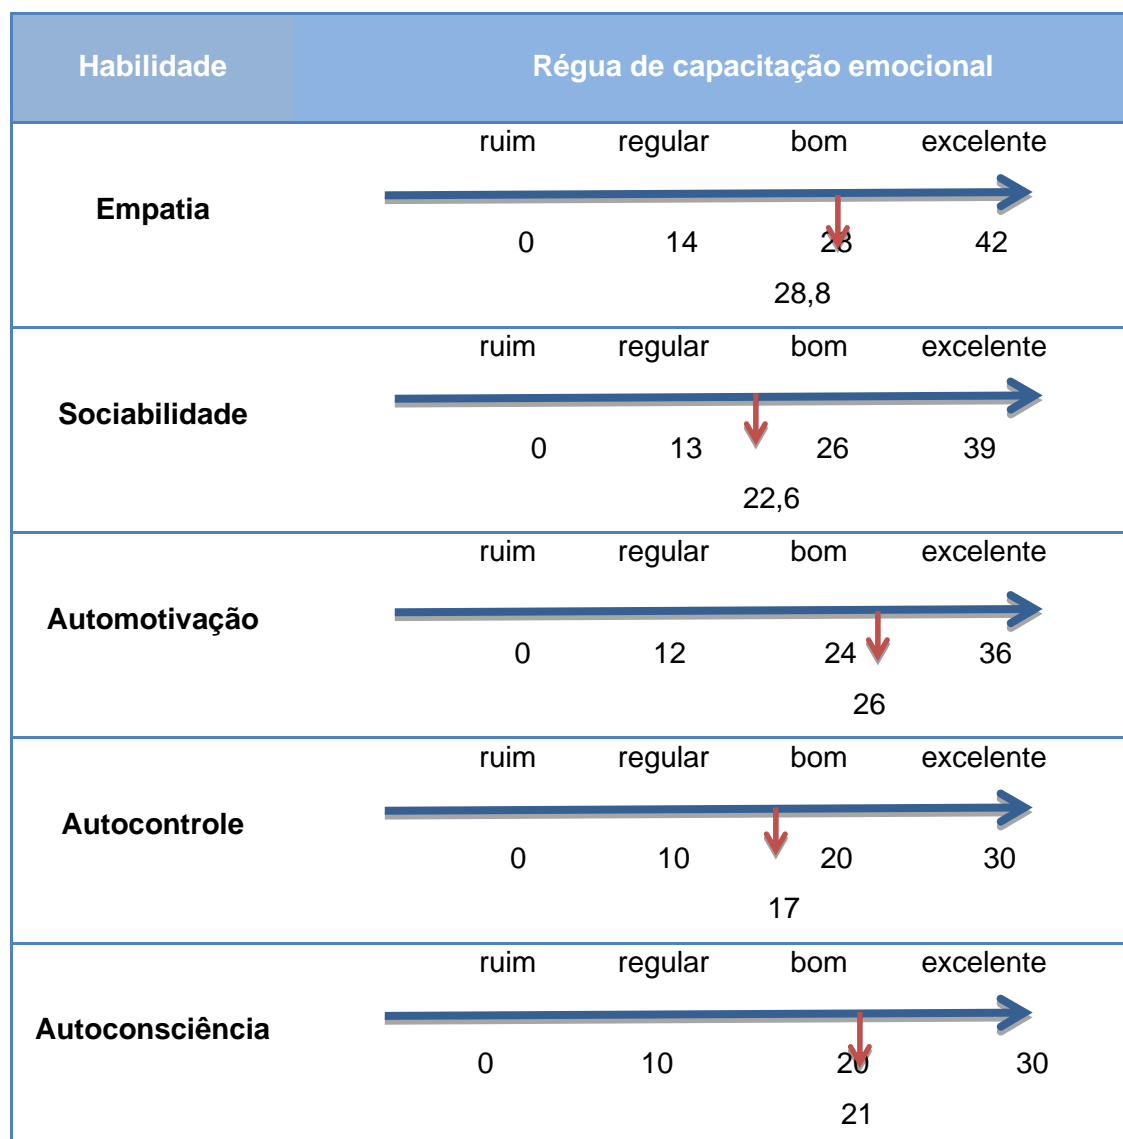 Habilidade Régua de capacitação emocional
ruim regular bom excelente
Empatia
0 14 28 42
28,8
ruim regular bom excelente
Sociabilidade
0 13 26 39
22,6
ruim regular bom excelente
Automotivação
0 12 24 36
26
ruim regular bom excelente
Autocontrole
0 10 20 30
17
ruim regular bom excelente
Autoconsciência
0 10 20 30
21